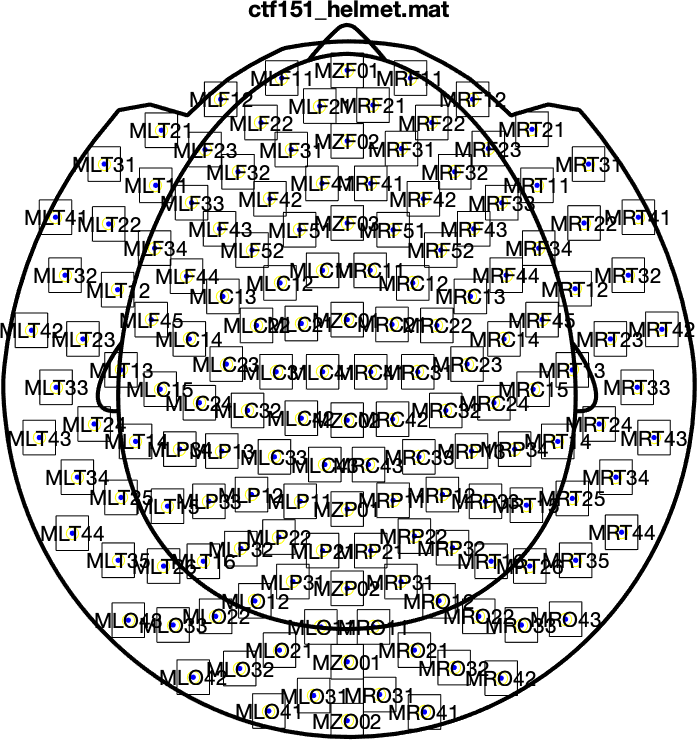 ctf151_helmet.mat
MLF11 MZF01 MRF11
MLF12 MLF21 MRF21 MRF12
MLT21 MLF22 MZF02 MRF22 MRT21
MLF23 MLF31 MRF31 MRF23
MLT31 MLF32 MRF32 MRT31
MLT11 MLF41 MRF41 MRT11
MLF33 MLF42 MRF42 MRF33
MLT41 MLT22 MLF43 MLF51 MZF03 MRF51 MRF43 MRT22 MRT41
MLF34 MLF52 MRF52 MRF34
MLT32 MLF44 MLC11 MRC11 MRF44 MRT32
MLT12 MLC13 MLC12 MRC12 MRC13 MRT12
MLT42 MLF45 MLC22 MLC21 MZC01 MRC21 MRC22 MRF45 MRT42
MLT23 MLC14 MRC14 MRT23
MLT13 MLC23 MLC31 MLC41 MRC41 MRC31 MRC23 MRT13
MLT33 MLC15 MRC15 MRT33
MLC24 MLC32 MLC42 MZC02 MRC42 MRC32 MRC24
MLT43 MLT24 MLT14 MRT14 MRT24 MRT43
MLP34 MLP13 MLC33 MLC43 MRC43 MRC33 MRP13 MRP34
MLT34 MRT34
MLT25 MLT15 MLP33 MLP12 MLP11 MZP01 MRP11 MRP12 MRP33 MRT15 MRT25
MLT44 MLP22 MRP22 MRT44
MLP32 MLP21 MRP21 MRP32
MLT35 MLT26 MLT16 MRT16 MRT26 MRT35
MLP31 MZP02 MRP31
MLO12 MRO12
MLO43 MLO33 MLO22 MLO11 MRO11 MRO22 MRO33 MRO43
MLO21 MZO01 MRO21
MLO42 MLO32 MRO32 MRO42
MLO31 MRO31
MLO41 MZO02 MRO41